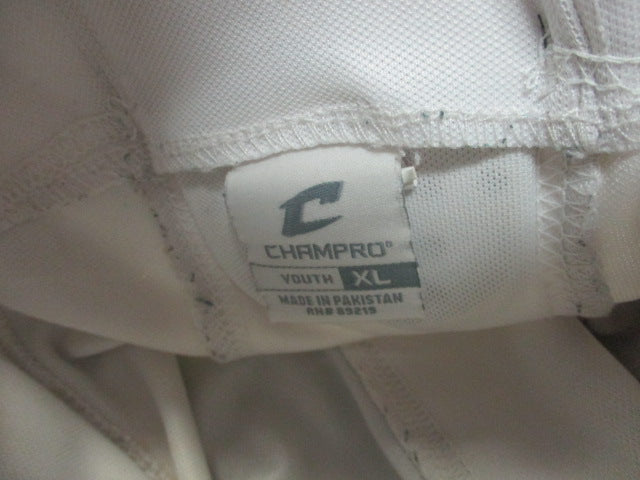 C
CHAMPRO®
YOUTH XL
MADE IN PAKISTAN
RN# 89219